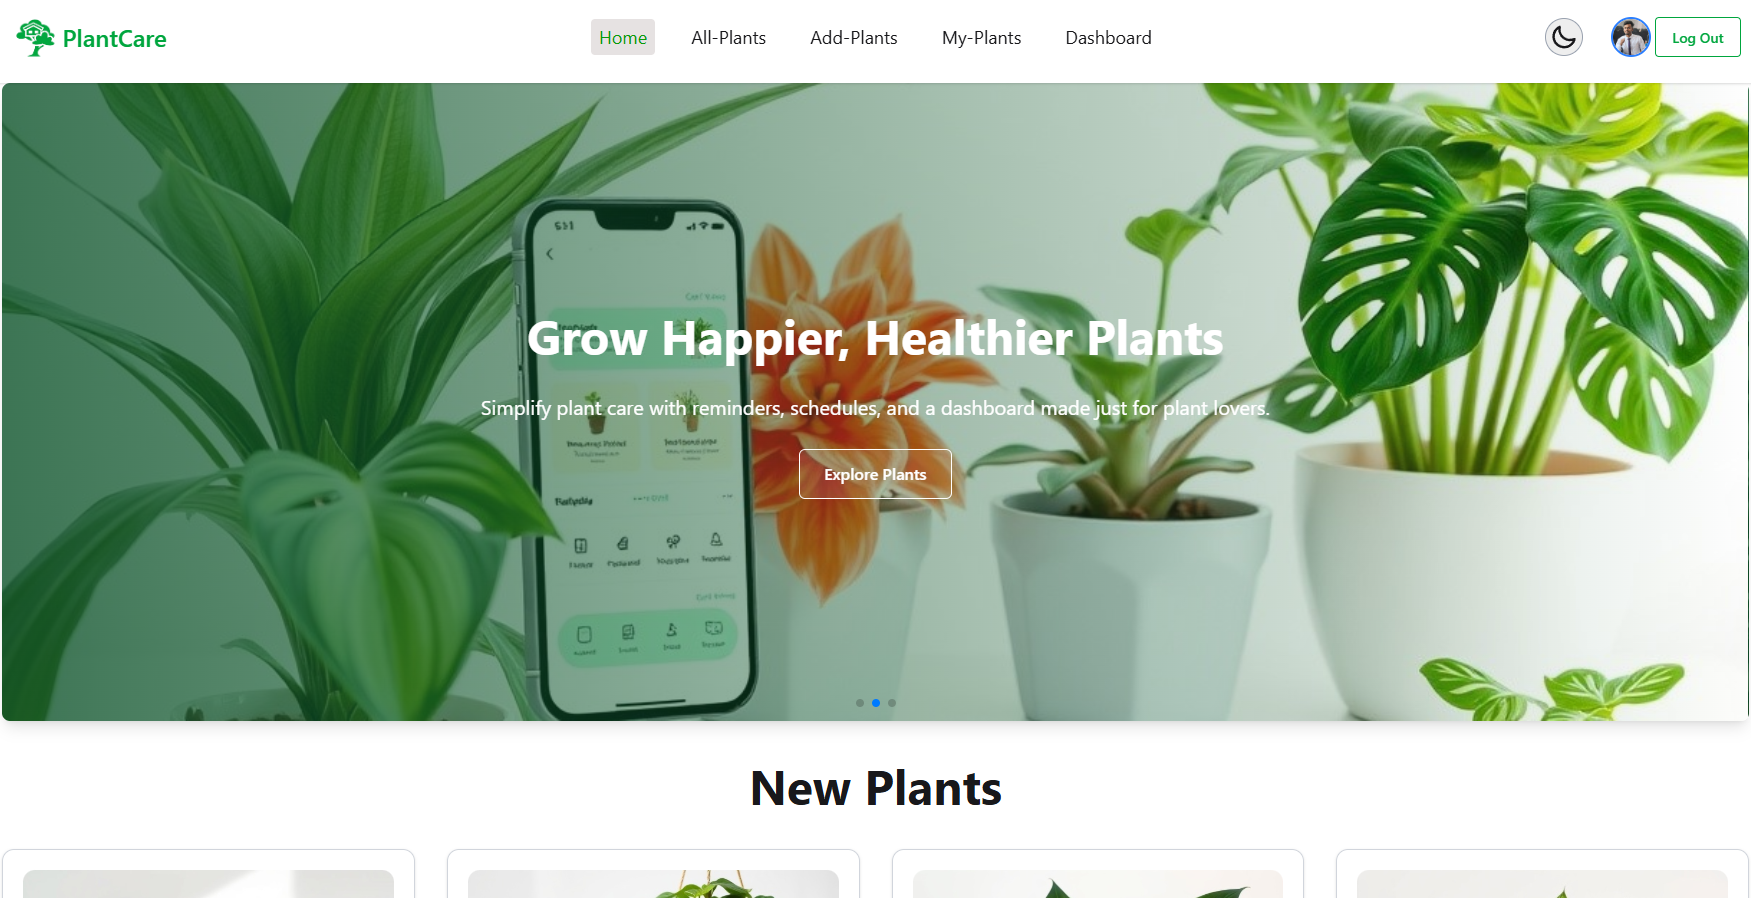 PlantCare
Home
All-Plants
Add-Plants
My-Plants
Dashboard
Log Out
Grow Happier, Healthier Plants
Simplify plant care with reminders, schedules, and a dashboard made just for plant lovers.
Explore Plants
New Plants